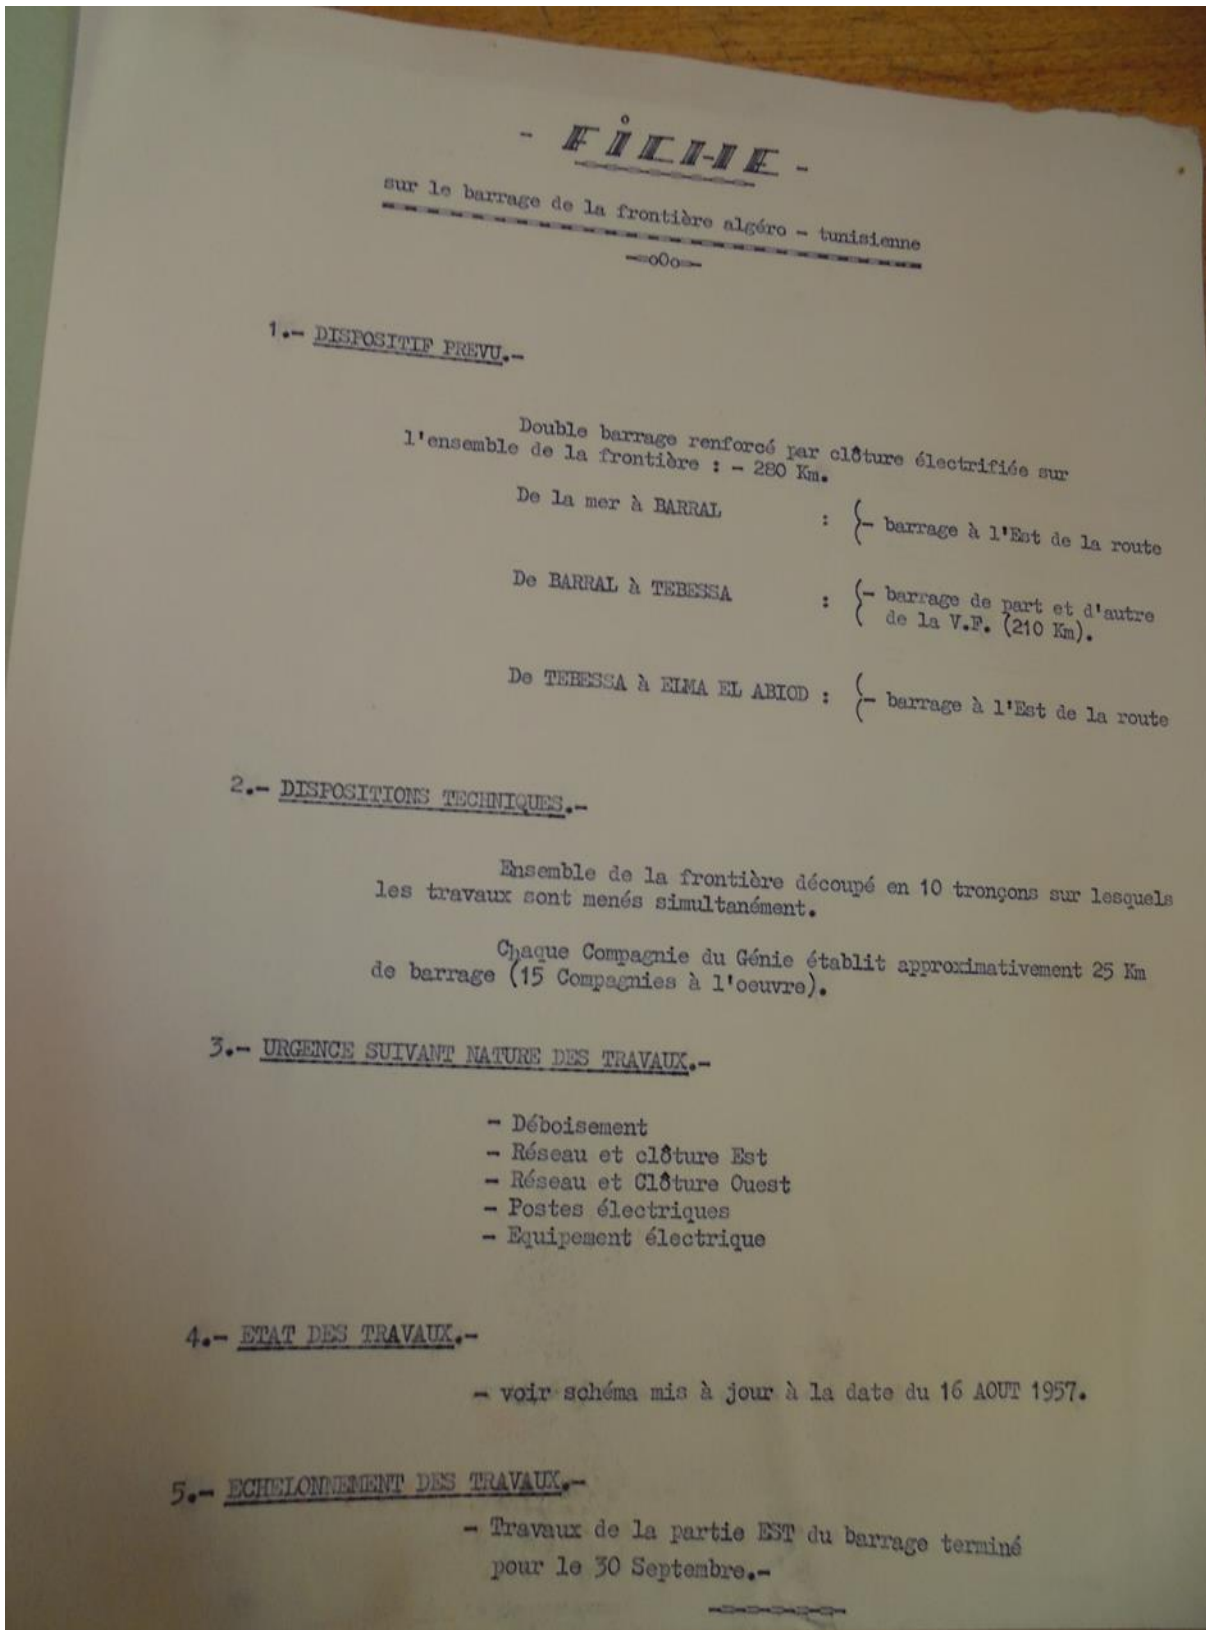 - FICHE -
sur le barrage de la frontière algéro - tunisienne
-=oOo=-
1.- DISPOSITIF PREVU.-
Double barrage renforcé par clôture électrifiée sur
l'ensemble de la frontière : - 280 Km.
De la mer à BARRAL : - barrage à l'Est de la route
De BARRAL à TEBESSA : - barrage de part et d'autre
de la V.F. (210 Km).
De TEBESSA à ELMA EL ABIOD : - barrage à l'Est de la route
2.- DISPOSITIONS TECHNIQUES.-
Ensemble de la frontière découpé en 10 tronçons sur lesquels
les travaux sont menés simultanément.
Chaque Compagnie du Génie établit approximativement 25 Km
de barrage (15 Compagnies à l'oeuvre).
3.- URGENCE SUIVANT NATURE DES TRAVAUX.-
- Déboisement
- Réseau et clôture Est
- Réseau et Clôture Ouest
- Postes électriques
- Equipement électrique
4.- ETAT DES TRAVAUX.-
- voir schéma mis à jour à la date du 16 AOUT 1957.
5.- ECHELONNEMENT DES TRAVAUX.-
- Travaux de la partie EST du barrage terminé
pour le 30 Septembre.-